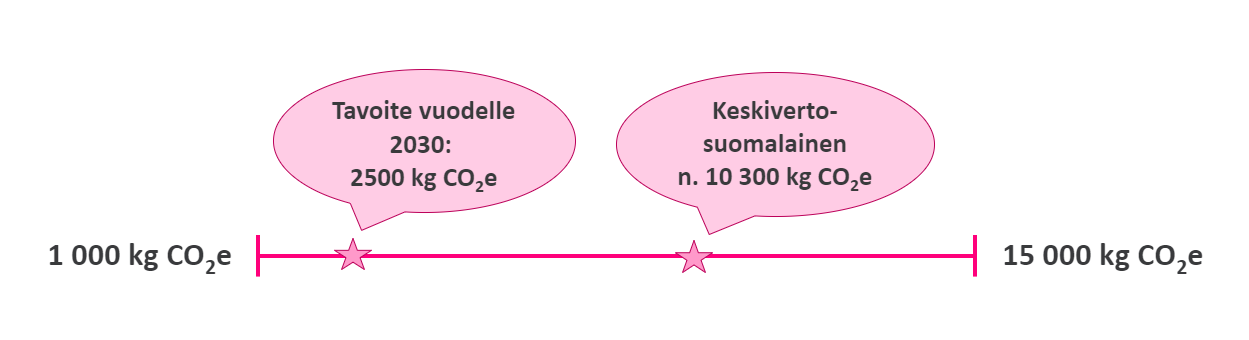 Tavoite vuodelle
2030:
2500 kg CO₂e
Keskiverto-
suomalainen
n. 10 300 kg CO₂e
1 000 kg CO₂e
15 000 kg CO₂e